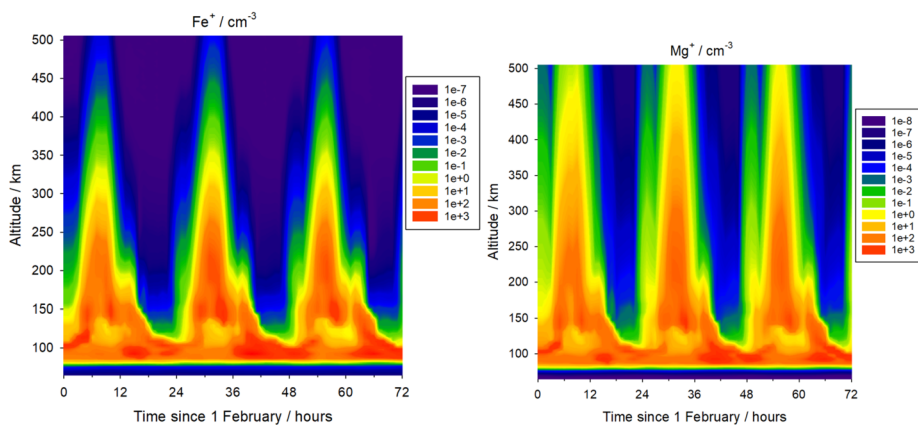 Fe⁺ / cm⁻³
500
450
400
350
300
250
200
150
100
Altitude / km
0 12 24 36 48 60 72
Time since 1 February / hours
1e-7
1e-6
1e-5
1e-4
1e-3
1e-2
1e-1
1e+0
1e+1
1e+2
1e+3
Mg⁺ / cm⁻³
500
450
400
350
300
250
200
150
100
Altitude / km
0 12 24 36 48 60 72
Time since 1 February / hours
1e-8
1e-7
1e-6
1e-5
1e-4
1e-3
1e-2
1e-1
1e+0
1e+1
1e+2
1e+3